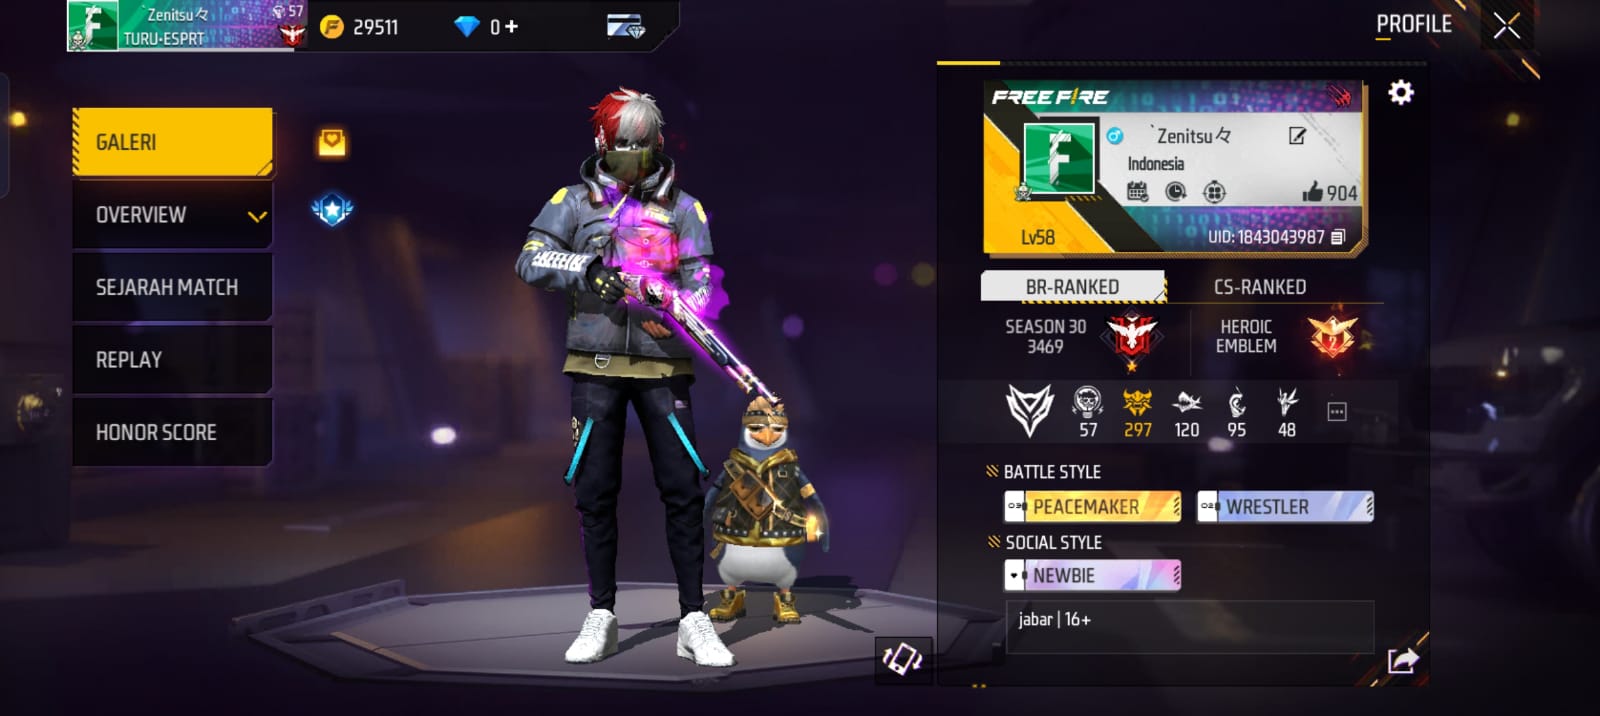 `Zenitsu々
57
TURU•ESPRT
29511
0+
PROFILE
GALERI
OVERVIEW
SEJARAH MATCH
REPLAY
HONOR SCORE
FREE FIRE
`Zenitsu々
Indonesia
904
Lv58
UID: 1843043987
BR-RANKED
CS-RANKED
SEASON 30
3469
HEROIC
EMBLEM
2
57
297
120
95
48
BATTLE STYLE
PEACEMAKER
WRESTLER
SOCIAL STYLE
NEWBIE
jabar | 16+